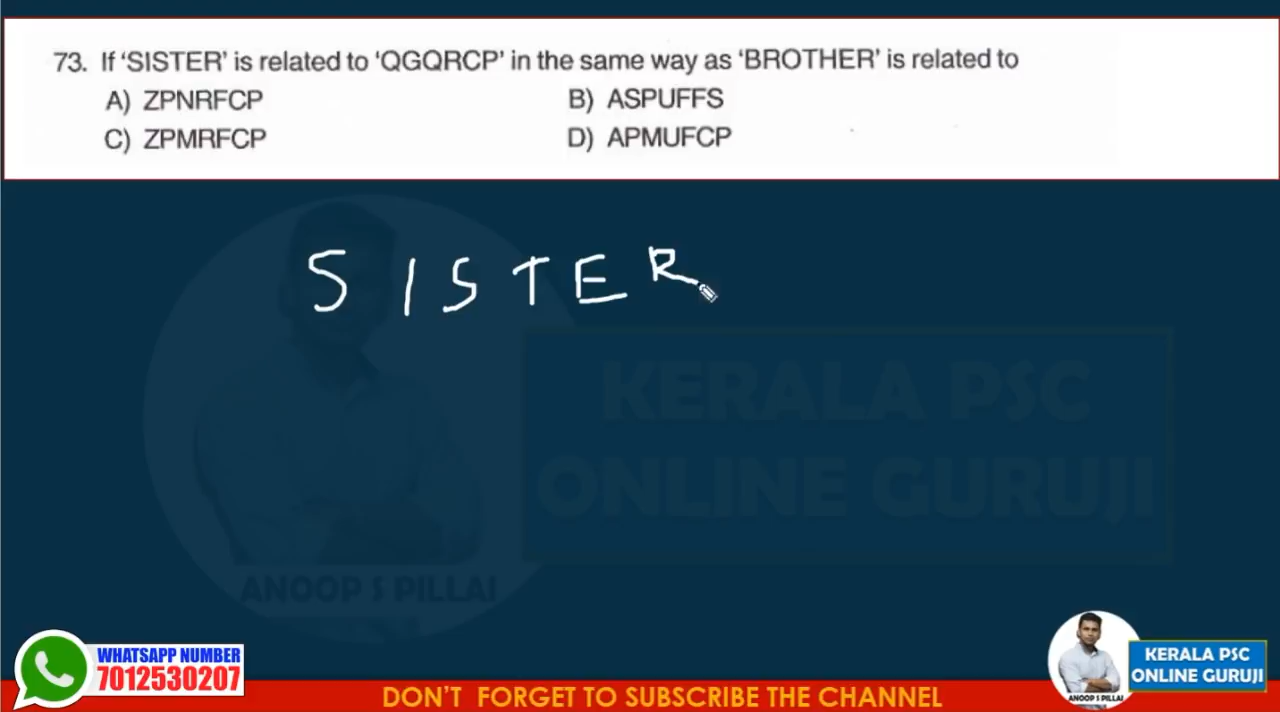 73. If ‘SISTER’ is related to ‘QGQRCP’ in the same way as ‘BROTHER’ is related to
A) ZPNRFCP B) ASPUFFS
C) ZPMRFCP D) APMUFCP
S I S T E R
KERALA PSC
ONLINE GURUJI
ANOOP S PILLAI
WHATSAPP NUMBER
7012530207
DON’T FORGET TO SUBSCRIBE THE CHANNEL
ANOOP S PILLAI
KERALA PSC
ONLINE GURUJI